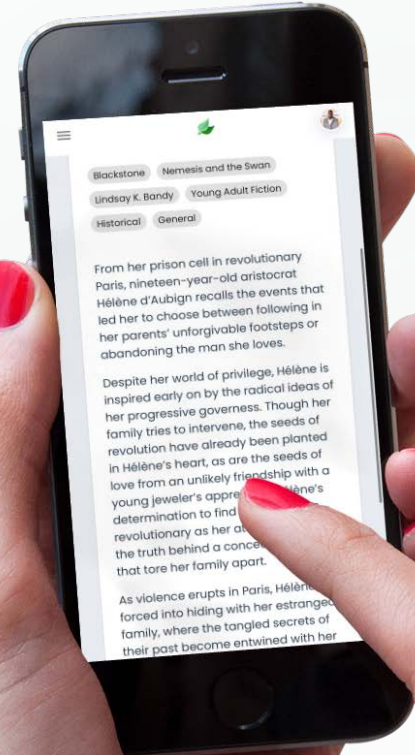 Blackstone Nemesis and the Swan
Lindsay K. Bandy Young Adult Fiction
Historical General
From her prison cell in revolutionary
Paris, nineteen-year-old aristocrat
Hélène d'Aubign recalls the events that
led her to choose between following in
her parents' unforgivable footsteps or
abandoning the man she loves.
Despite her world of privilege, Hélène is
inspired early on by the radical ideas of
her progressive governess. Though her
family tries to intervene, the seeds of
revolution have already been planted
in Hélène's heart, as are the seeds of
love from an unlikely friendship with a
young jeweler's
determination to find
revolutionary as her
the truth behind a
that tore her family apart.
As violence erupts in Paris,
forced into hiding with her estranged
family, where the tangled secrets of
their past become entwined with her